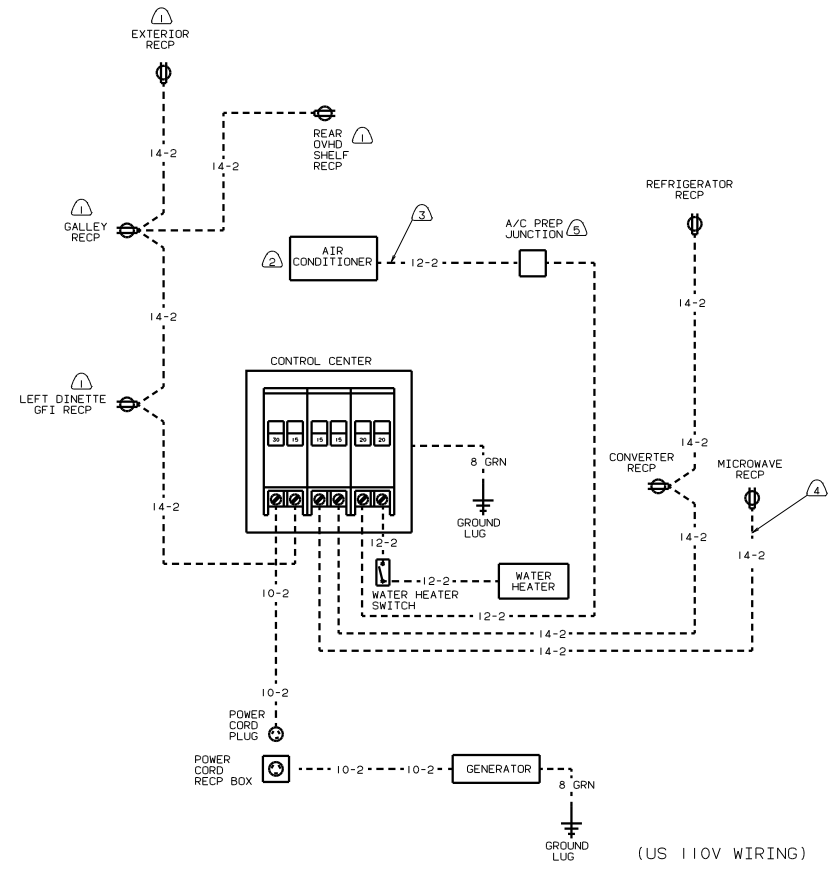 1
EXTERIOR
RECP
14-2
14-2
REAR
OVHD
SHELF
RECP
1
1
GALLEY
RECP
14-2
1
LEFT DINETTE
GFI RECP
14-2
2
AIR
CONDITIONER
3
12-2
A/C PREP
JUNCTION
5
REFRIGERATOR
RECP
14-2
14-2
CONTROL CENTER
30
15
15
15
20
20
8 GRN
GROUND
LUG
CONVERTER
RECP
MICROWAVE
RECP
4
14-2
14-2
12-2
12-2
WATER
HEATER
WATER HEATER
SWITCH
12-2
14-2
14-2
10-2
10-2
POWER
CORD
PLUG
POWER
CORD
RECP BOX
10-2
10-2
GENERATOR
8 GRN
GROUND
LUG
(US 110V WIRING)